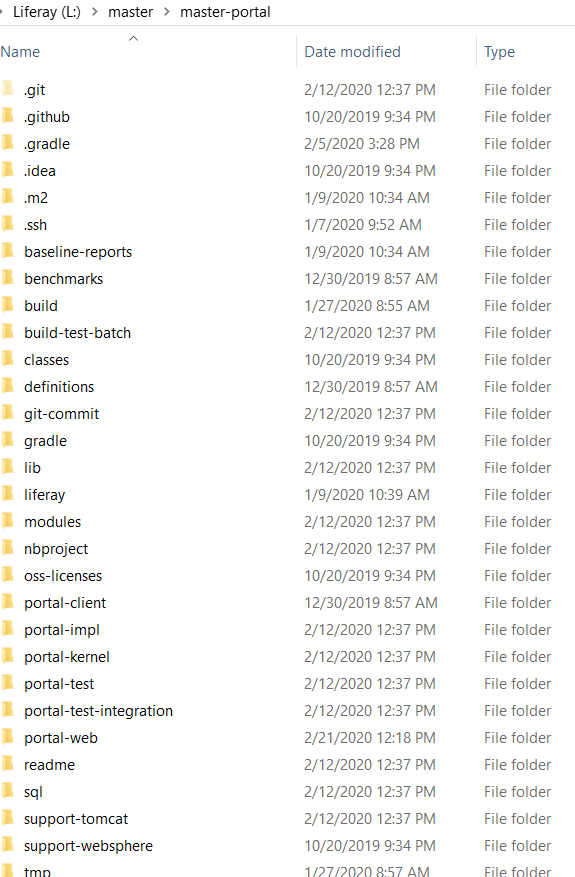 Liferay (L:) > master > master-portal
Name Date modified Type
.git 2/12/2020 12:37 PM File folder
.github 10/20/2019 9:34 PM File folder
.gradle 2/5/2020 3:28 PM File folder
.idea 10/20/2019 9:34 PM File folder
.m2 1/9/2020 10:34 AM File folder
.ssh 1/7/2020 9:52 AM File folder
baseline-reports 1/9/2020 10:34 AM File folder
benchmarks 12/30/2019 8:57 AM File folder
build 1/27/2020 8:55 AM File folder
build-test-batch 2/12/2020 12:37 PM File folder
classes 10/20/2019 9:34 PM File folder
definitions 12/30/2019 8:57 AM File folder
git-commit 2/12/2020 12:37 PM File folder
gradle 10/20/2019 9:34 PM File folder
lib 2/12/2020 12:37 PM File folder
liferay 1/9/2020 10:39 AM File folder
modules 2/12/2020 12:37 PM File folder
nbproject 2/12/2020 12:37 PM File folder
oss-licenses 10/20/2019 9:34 PM File folder
portal-client 12/30/2019 8:57 AM File folder
portal-impl 2/12/2020 12:37 PM File folder
portal-kernel 2/12/2020 12:37 PM File folder
portal-test 2/12/2020 12:37 PM File folder
portal-test-integration 2/12/2020 12:37 PM File folder
portal-web 2/21/2020 12:18 PM File folder
readme 2/12/2020 12:37 PM File folder
sql 2/12/2020 12:37 PM File folder
support-tomcat 2/12/2020 12:37 PM File folder
support-websphere 10/20/2019 9:34 PM File folder
tmp 1/27/2020 8:57 AM File folder